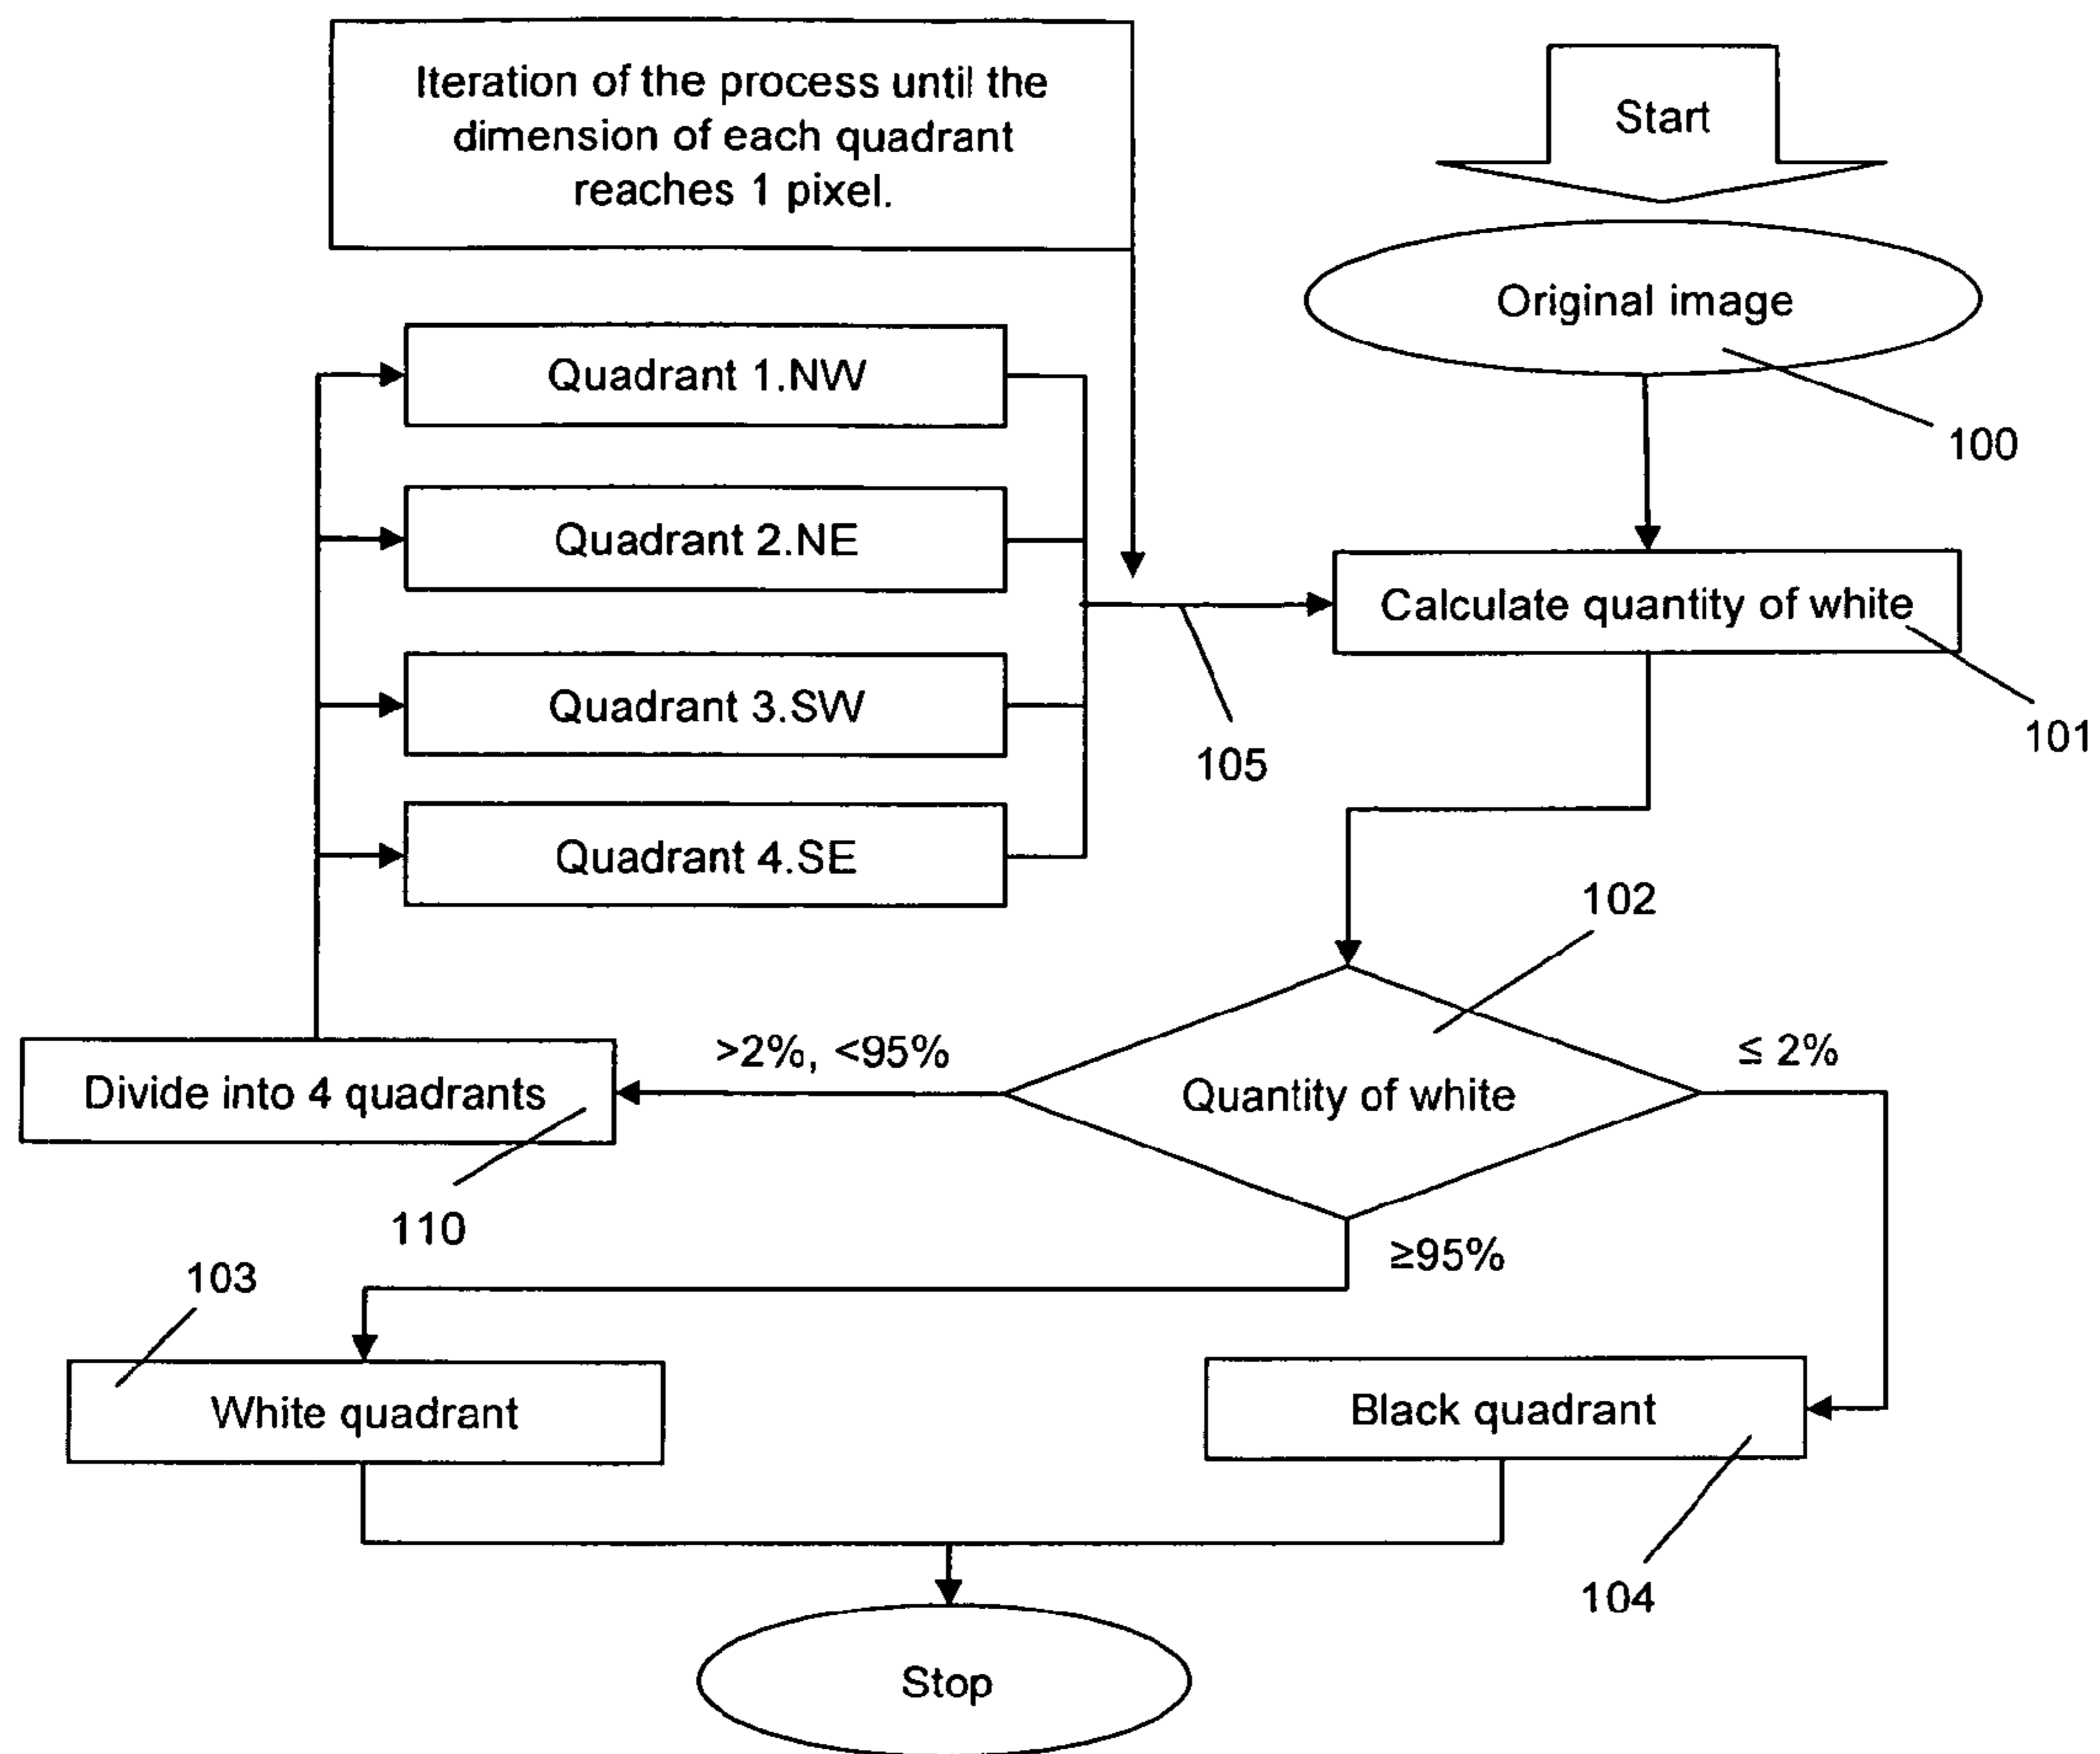 Iteration of the process until the
dimension of each quadrant
reaches 1 pixel.
Start
Original image
100
Quadrant 1.NW
Quadrant 2.NE
Quadrant 3.SW
Quadrant 4.SE
105
Calculate quantity of white
101
102
Quantity of white
>2%, <95%
≤ 2%
≥95%
Divide into 4 quadrants
110
103
White quadrant
Black quadrant
104
Stop